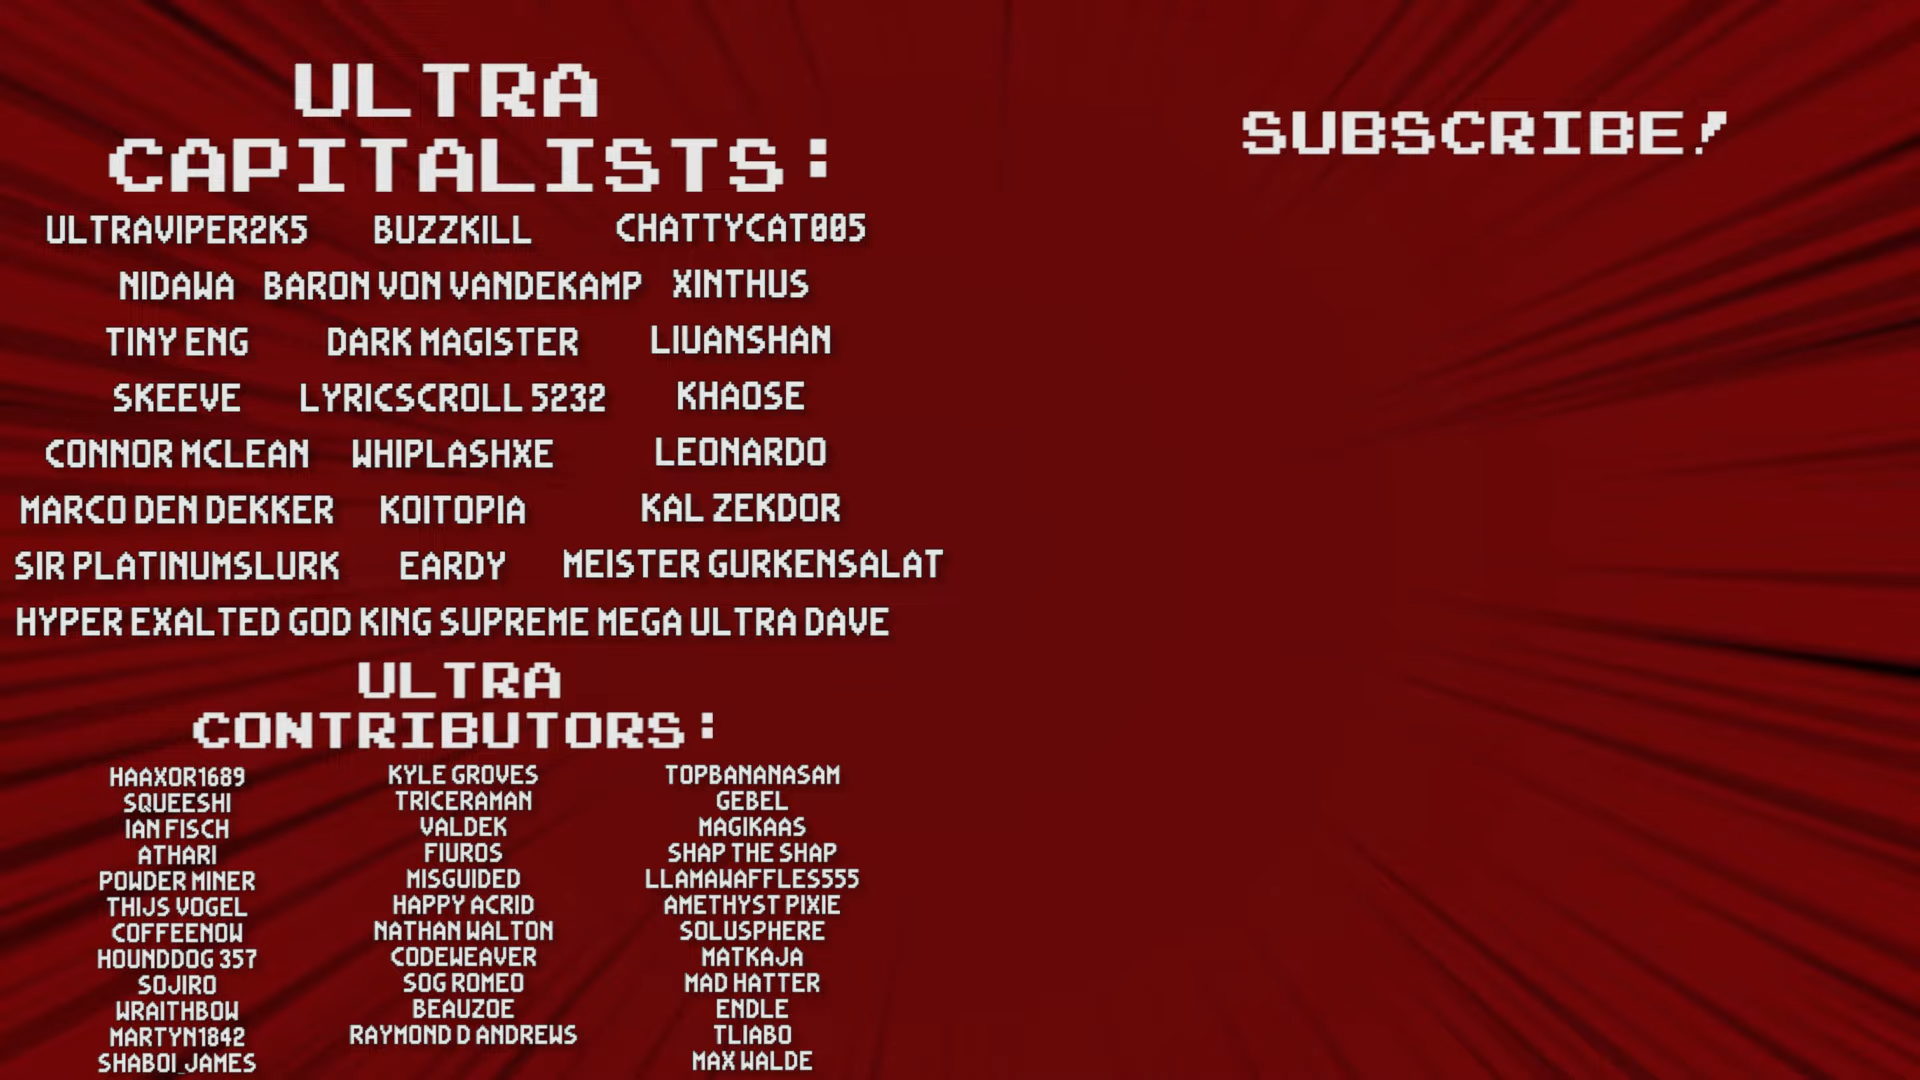 ULTRA
CAPITALISTS:
ULTRAVIPER2K5 BUZZKILL CHATTYCAT005
NIDAWA BARON VON VANDEKAMP XINTHUS
TINY ENG DARK MAGISTER LIUANSHAN
SKEEVE LYRICSCROLL 5232 KHAOSE
CONNOR MCLEAN WHIPLASHXE LEONARDO
MARCO DEN DEKKER KOITOPIA KAL ZEKDOR
SIR PLATINUMSLURK EARDY MEISTER GURKENSALAT
HYPER EXALTED GOD KING SUPREME MEGA ULTRA DAVE
ULTRA
CONTRIBUTORS:
HAAXOR1689
SQUEESHI
IAN FISCH
ATHARI
POWDER MINER
THIJS VOGEL
COFFEENOW
HOUNDDOG 357
SOJIRO
WRAITHBOW
MARTYN1842
SHABOI_JAMES
KYLE GROVES
TRICERAMAN
VALDEK
FIUROS
MISGUIDED
HAPPY ACRID
NATHAN WALTON
CODEWEAVER
SOG ROMEO
BEAUZOE
RAYMOND D ANDREWS
TOPBANANASAM
GEBEL
MAGIKAAS
SHAP THE SHAP
LLAMAWAFFLES555
AMETHYST PIXIE
SOLUSPHERE
MATKAJA
MAD HATTER
ENDLE
TLIABO
MAX WALDE
SUBSCRIBE!